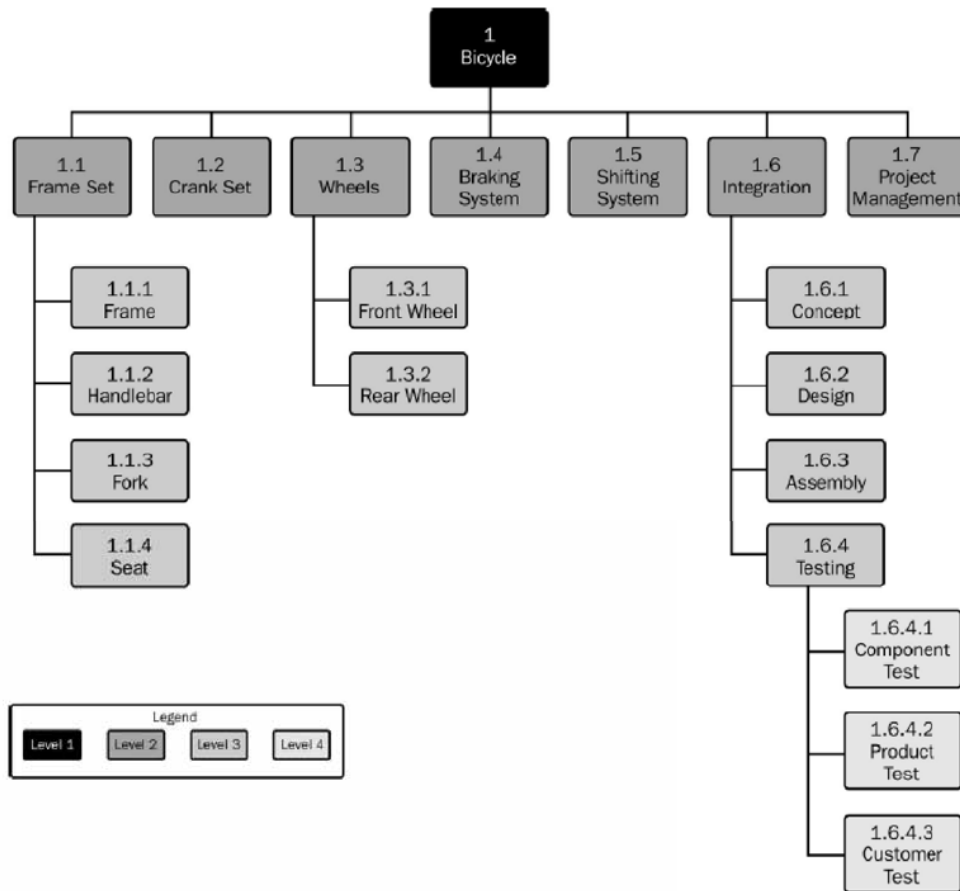 1
Bicycle
1.1
Frame Set
1.2
Crank Set
1.3
Wheels
1.4
Braking
System
1.5
Shifting
System
1.6
Integration
1.7
Project
Management
1.1.1
Frame
1.1.2
Handlebar
1.1.3
Fork
1.1.4
Seat
1.3.1
Front Wheel
1.3.2
Rear Wheel
1.6.1
Concept
1.6.2
Design
1.6.3
Assembly
1.6.4
Testing
1.6.4.1
Component
Test
1.6.4.2
Product
Test
1.6.4.3
Customer
Test
Legend
Level 1
Level 2
Level 3
Level 4